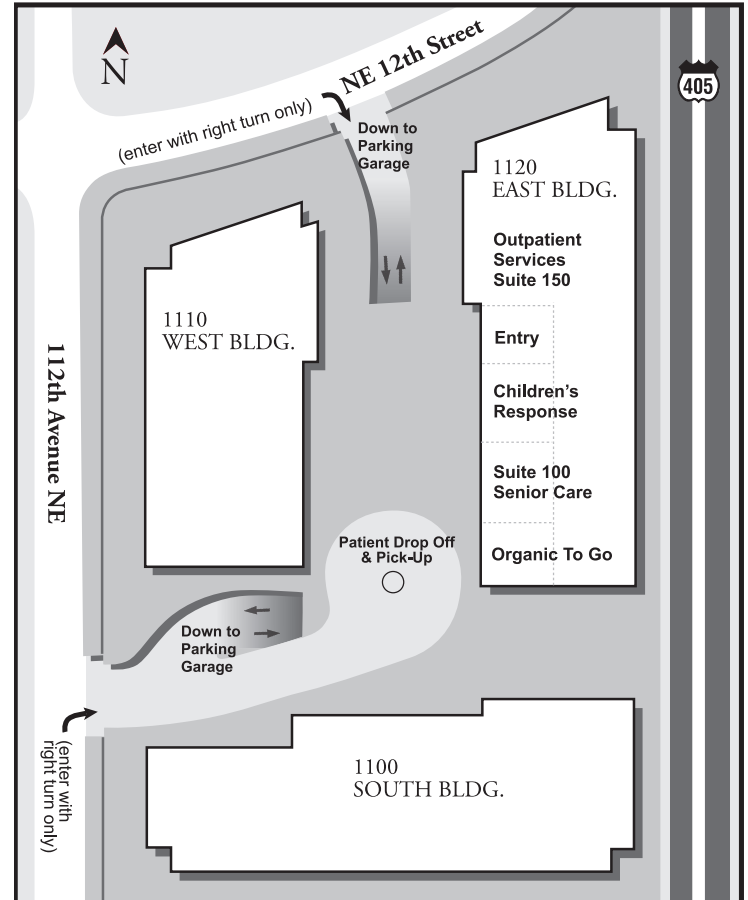 N
NE 12th Street
405
(enter with right turn only)
Down to
Parking
Garage
1120
EAST BLDG.
Outpatient
Services
Suite 150
1110
WEST BLDG.
Entry
112th Avenue NE
Children's
Response
Suite 100
Senior Care
Patient Drop Off
& Pick-Up
Organic To Go
Down to
Parking
Garage
(enter with
right turn only)
1100
SOUTH BLDG.